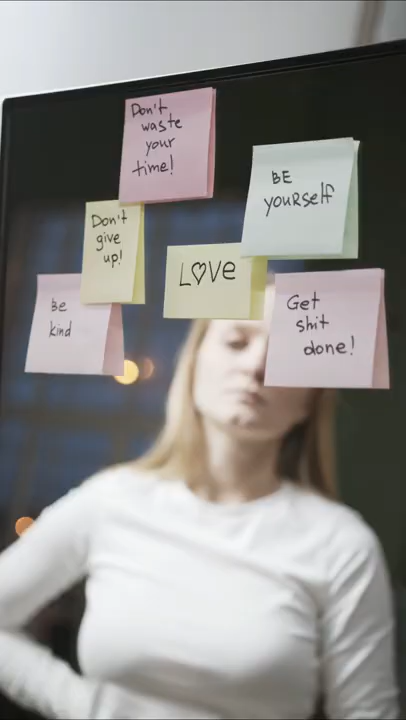 Don't
waste
your
time!
BE
YOURSELF
Don't
give
up!
LOVe
Be
kind
Get
shit
done!